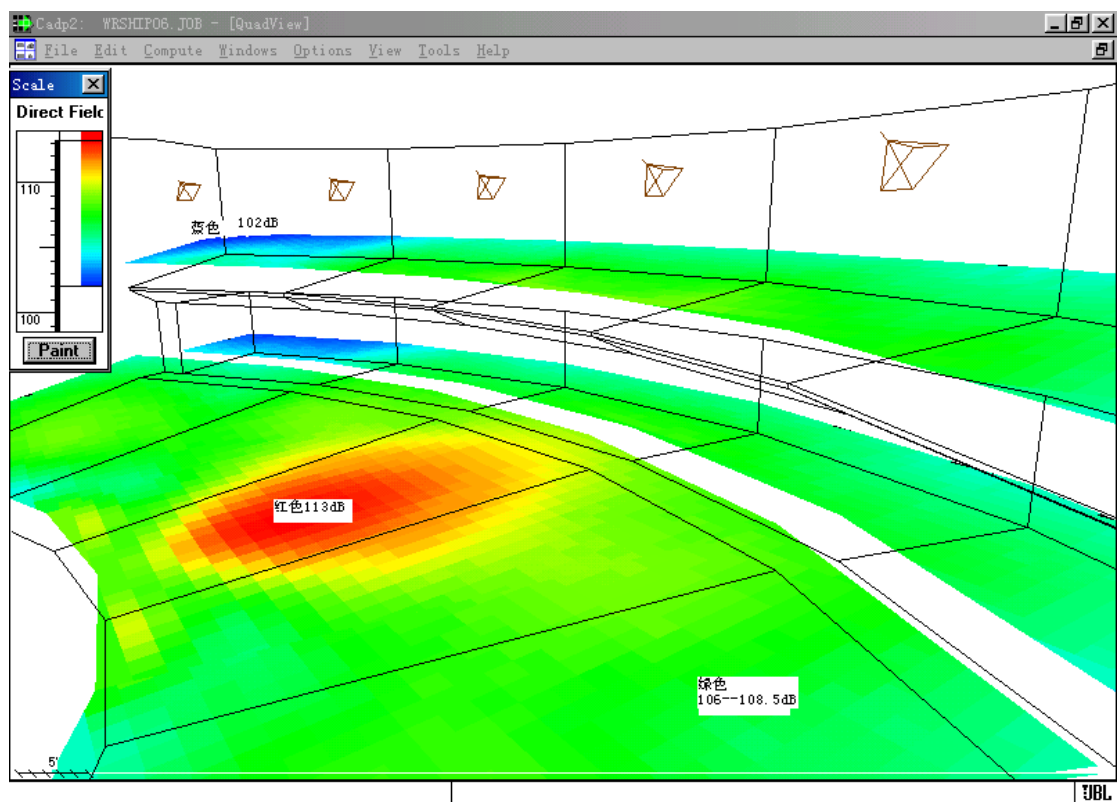 Cadp2: WRSHIP06.JOB - [QuadView]
File Edit Compute Windows Options View Tools Help
Scale
Direct Field
110
100
Paint
蓝色 102dB
红色113dB
绿色
106--108.5dB
5'
JBL